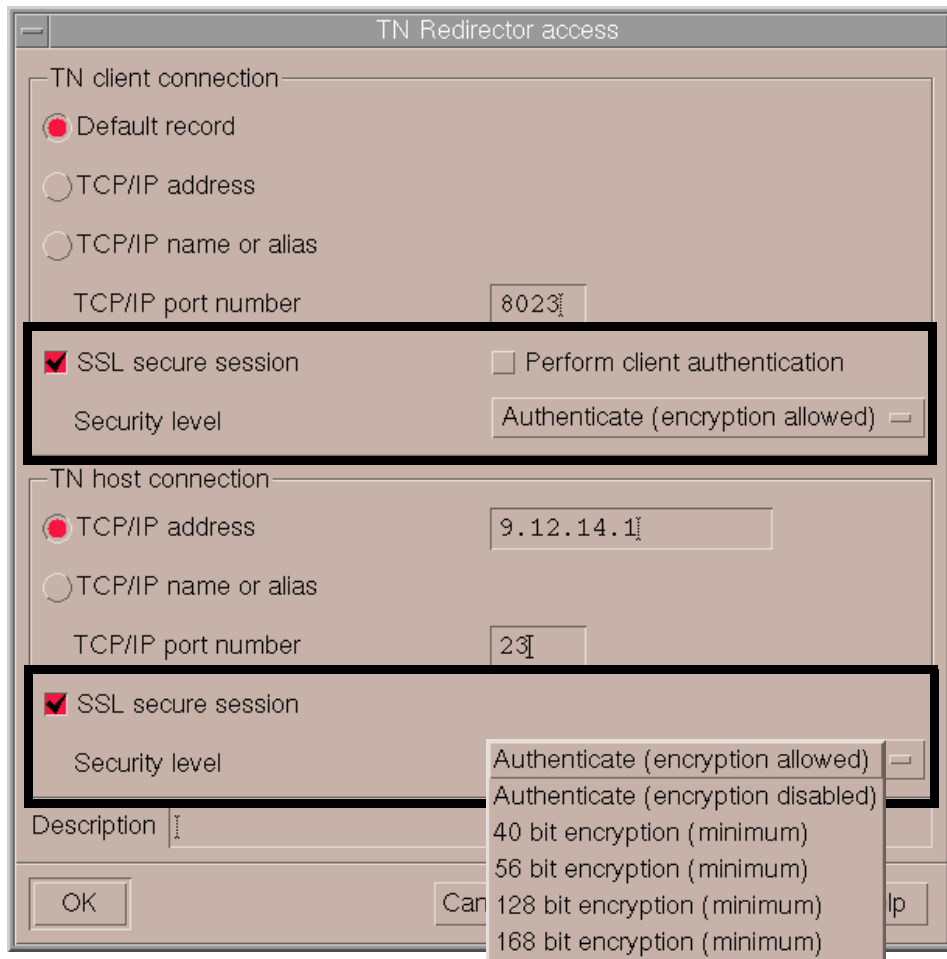 TN Redirector access
TN client connection
Default record
TCP/IP address
TCP/IP name or alias
TCP/IP port number 8023
SSL secure session Perform client authentication
Security level Authenticate (encryption allowed)
TN host connection
TCP/IP address 9.12.14.1
TCP/IP name or alias
TCP/IP port number 23
SSL secure session
Security level Authenticate (encryption allowed)
Authenticate (encryption disabled)
Description
40 bit encryption (minimum)
56 bit encryption (minimum)
OK Can 128 bit encryption (minimum) lp
168 bit encryption (minimum)